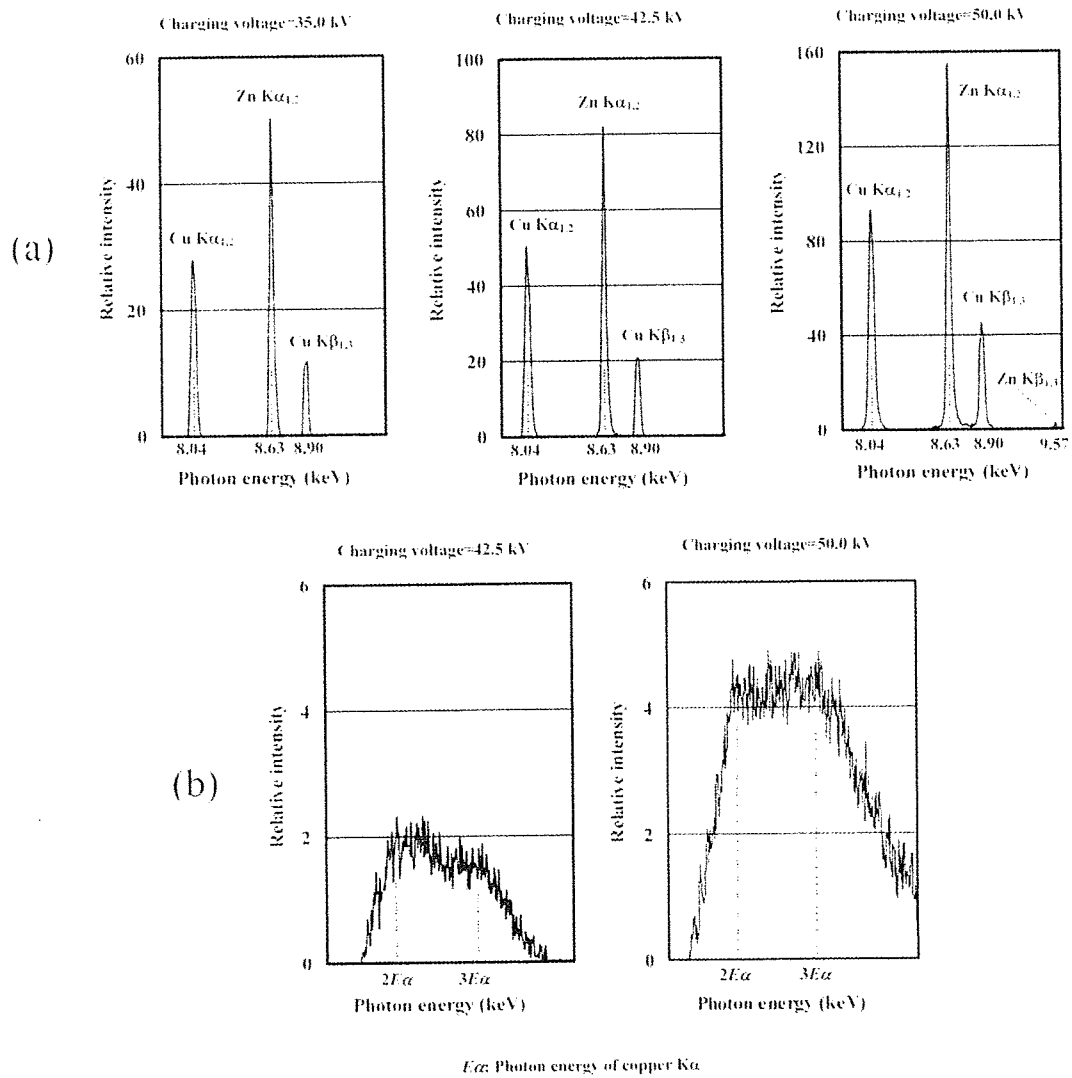 Charging voltage=35.0 kV
60
40
20
0
Relative intensity
Zn Kα1,2
Cu Kα1,2
Cu Kβ1,3
8.04 8.63 8.90
Photon energy (keV)
Charging voltage=42.5 kV
100
80
60
40
20
0
Relative intensity
Zn Kα1,2
Cu Kα1,2
Cu Kβ1,3
8.04 8.63 8.90
Photon energy (keV)
Charging voltage=50.0 kV
160
120
80
40
0
Relative intensity
Zn Kα1,2
Cu Kα1,2
Cu Kβ1,3
Zn Kβ1,3
8.04 8.63 8.90 9.57
Photon energy (keV)
(a)
Charging voltage=42.5 kV
6
4
2
0
Relative intensity
2Eα 3Eα
Photon energy (keV)
Charging voltage=50.0 kV
6
4
2
0
Relative intensity
2Eα 3Eα
Photon energy (keV)
(b)
Eα: Photon energy of copper Kα